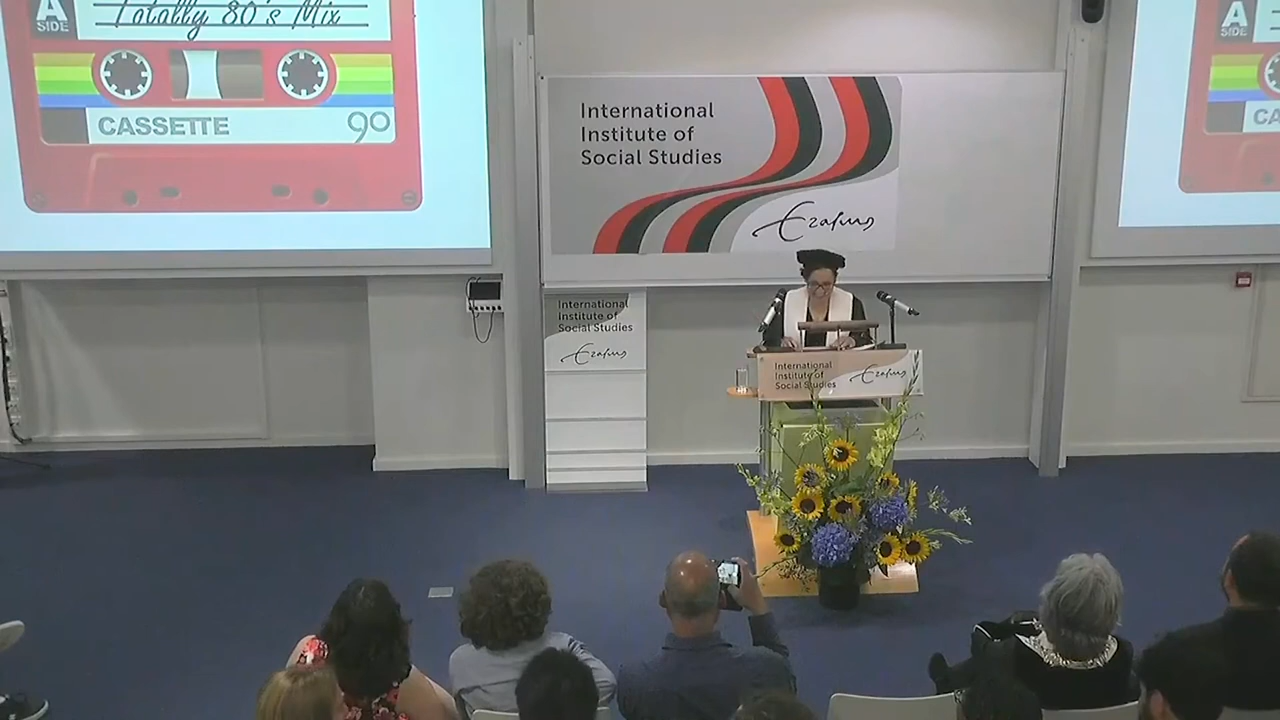 A
SIDE
Totally 80's Mix
CASSETTE 90
International
Institute of
Social Studies
Erasmus
A
SIDE
CA
International
Institute of
Social Studies
Erasmus
International
Institute of
Social Studies
Erasmus